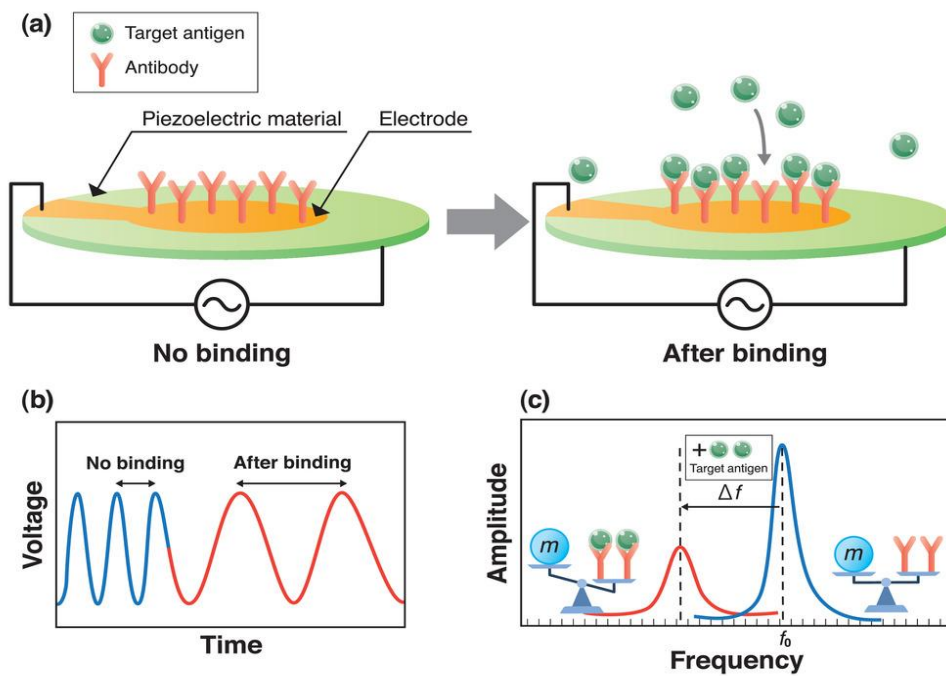 (a)
Target antigen
Antibody
Piezoelectric material
Electrode
No binding
After binding
(b)
No binding
After binding
Voltage
Time
(c)
+
Target antigen
Δf
m
m
Amplitude
f₀
Frequency